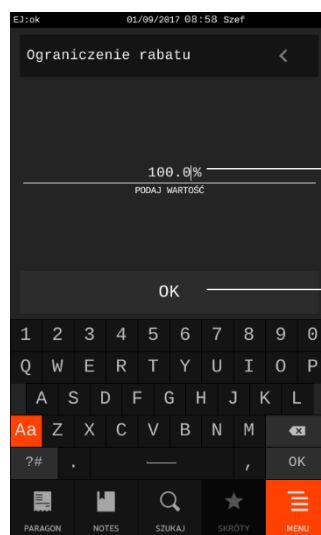 EJ:ok 01/09/2017 08:58 Szef
Ograniczenie rabatu <
100.0%
PODAJ WARTOŚĆ
OK
1 2 3 4 5 6 7 8 9 0
Q W E R T Y U I O P
A S D F G H J K L
Aa Z X C V B N M
?# . , OK
PARAGON NOTES SZUKAJ SKRÓTY MENU